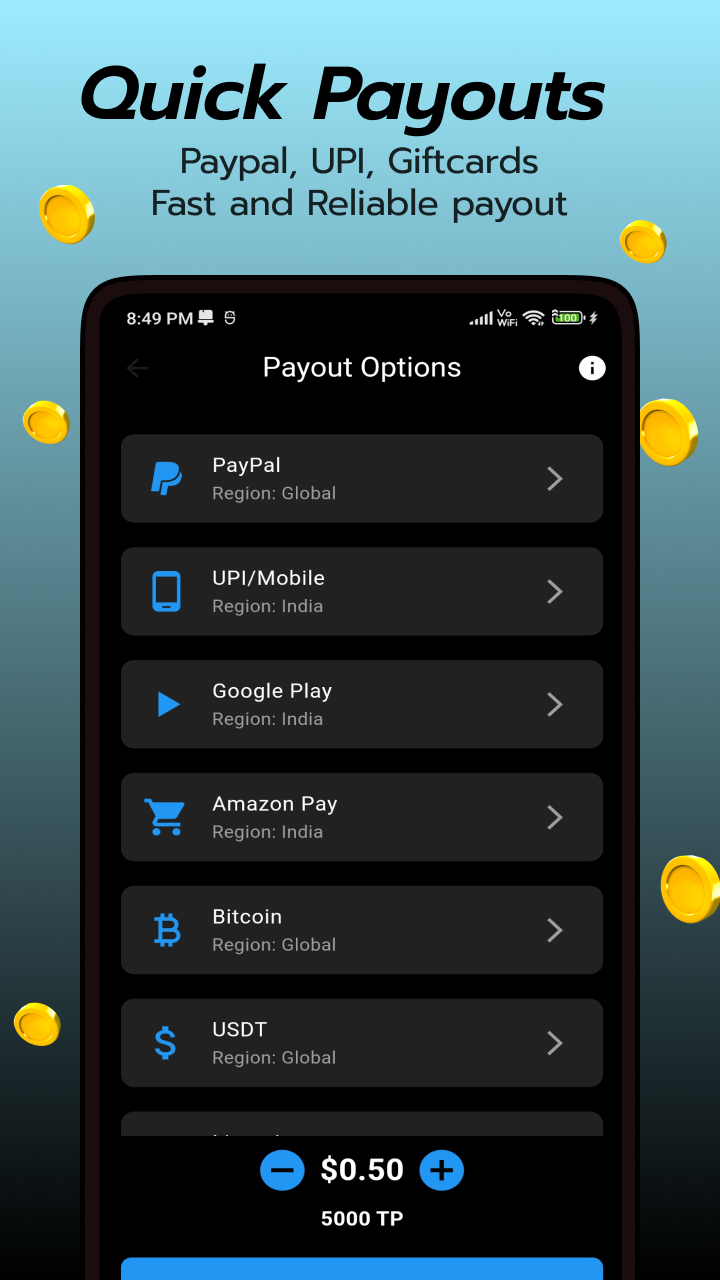 Quick Payouts
Paypal, UPI, Giftcards
Fast and Reliable payout
8:49 PM
Vo
WiFi
100
Payout Options
PayPal
Region: Global
UPI/Mobile
Region: India
Google Play
Region: India
Amazon Pay
Region: India
Bitcoin
Region: Global
USDT
Region: Global
$0.50
5000 TP